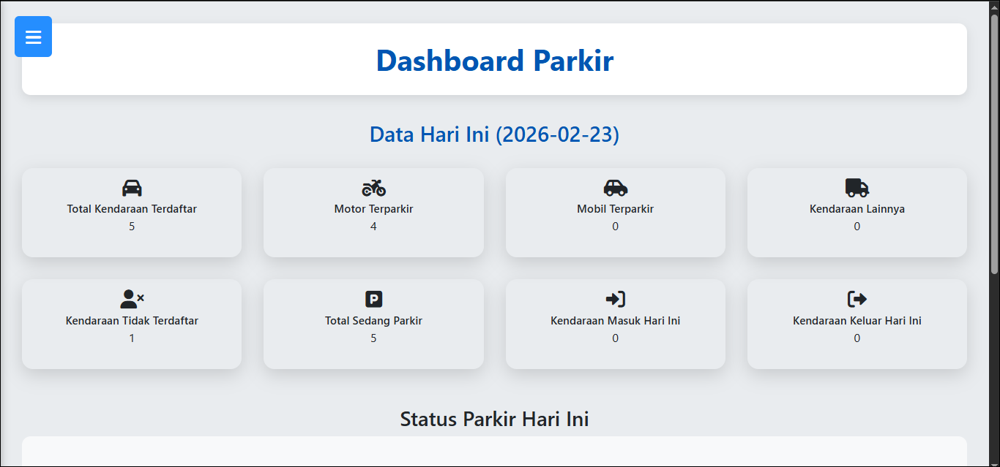 Dashboard Parkir
Data Hari Ini (2026-02-23)
Total Kendaraan Terdaftar
5
Motor Terparkir
4
Mobil Terparkir
0
Kendaraan Lainnya
0
Kendaraan Tidak Terdaftar
1
P
Total Sedang Parkir
5
Kendaraan Masuk Hari Ini
0
Kendaraan Keluar Hari Ini
0
Status Parkir Hari Ini